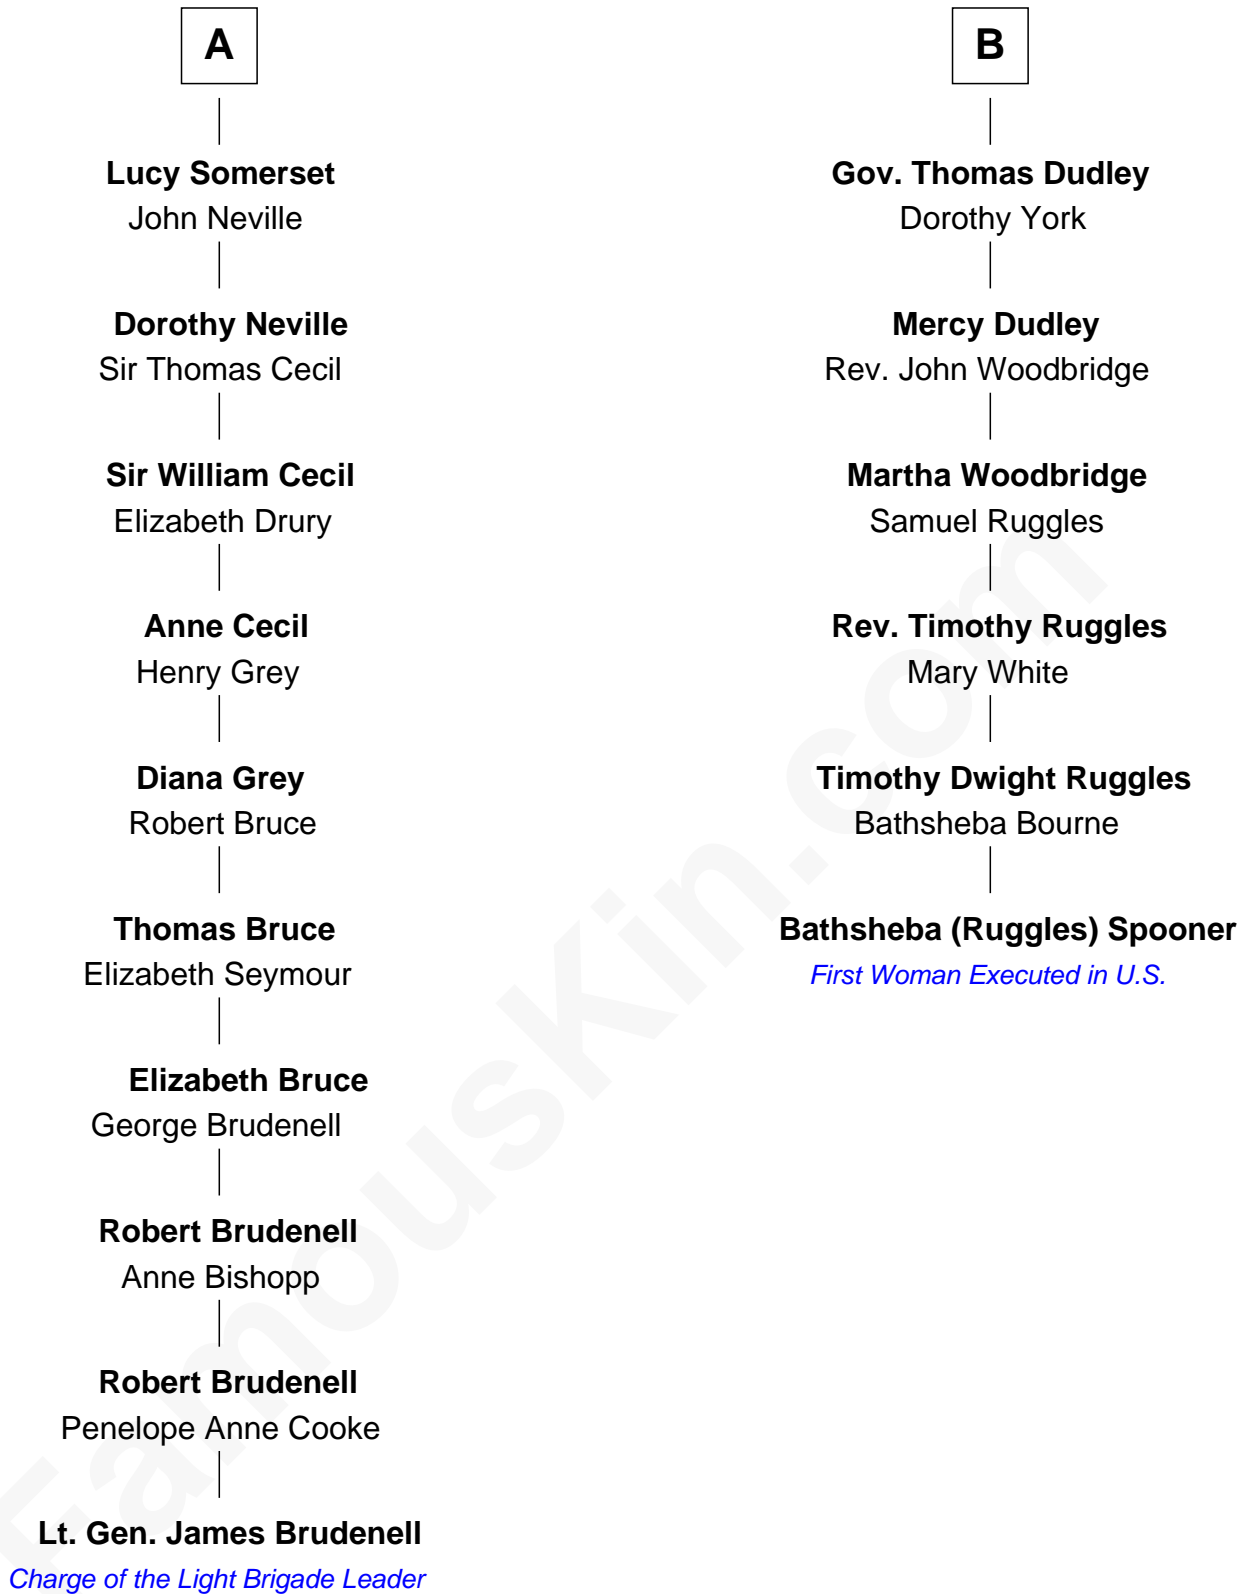 A
Lucy Somerset
John Neville
Dorothy Neville
Sir Thomas Cecil
Sir William Cecil
Elizabeth Drury
Anne Cecil
Henry Grey
Diana Grey
Robert Bruce
Thomas Bruce
Elizabeth Seymour
Elizabeth Bruce
George Brudenell
Robert Brudenell
Anne Bishopp
Robert Brudenell
Penelope Anne Cooke
Lt. Gen. James Brudenell
Charge of the Light Brigade Leader
B
Gov. Thomas Dudley
Dorothy York
Mercy Dudley
Rev. John Woodbridge
Martha Woodbridge
Samuel Ruggles
Rev. Timothy Ruggles
Mary White
Timothy Dwight Ruggles
Bathsheba Bourne
Bathsheba (Ruggles) Spooner
First Woman Executed in U.S.
FamousKin.com